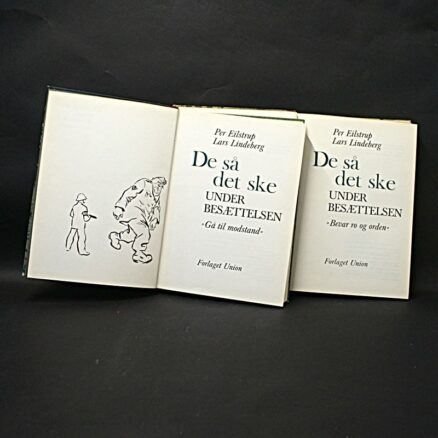 Per Eilstrup
Lars Lindeberg
De så
det ske
UNDER
BESÆTTELSEN
»Gå til modstand«
Forlaget Union
Per Eilstrup
Lars Lindeberg
De så
det ske
UNDER
BESÆTTELSEN
»Bevar ro og orden«
Forlaget Union